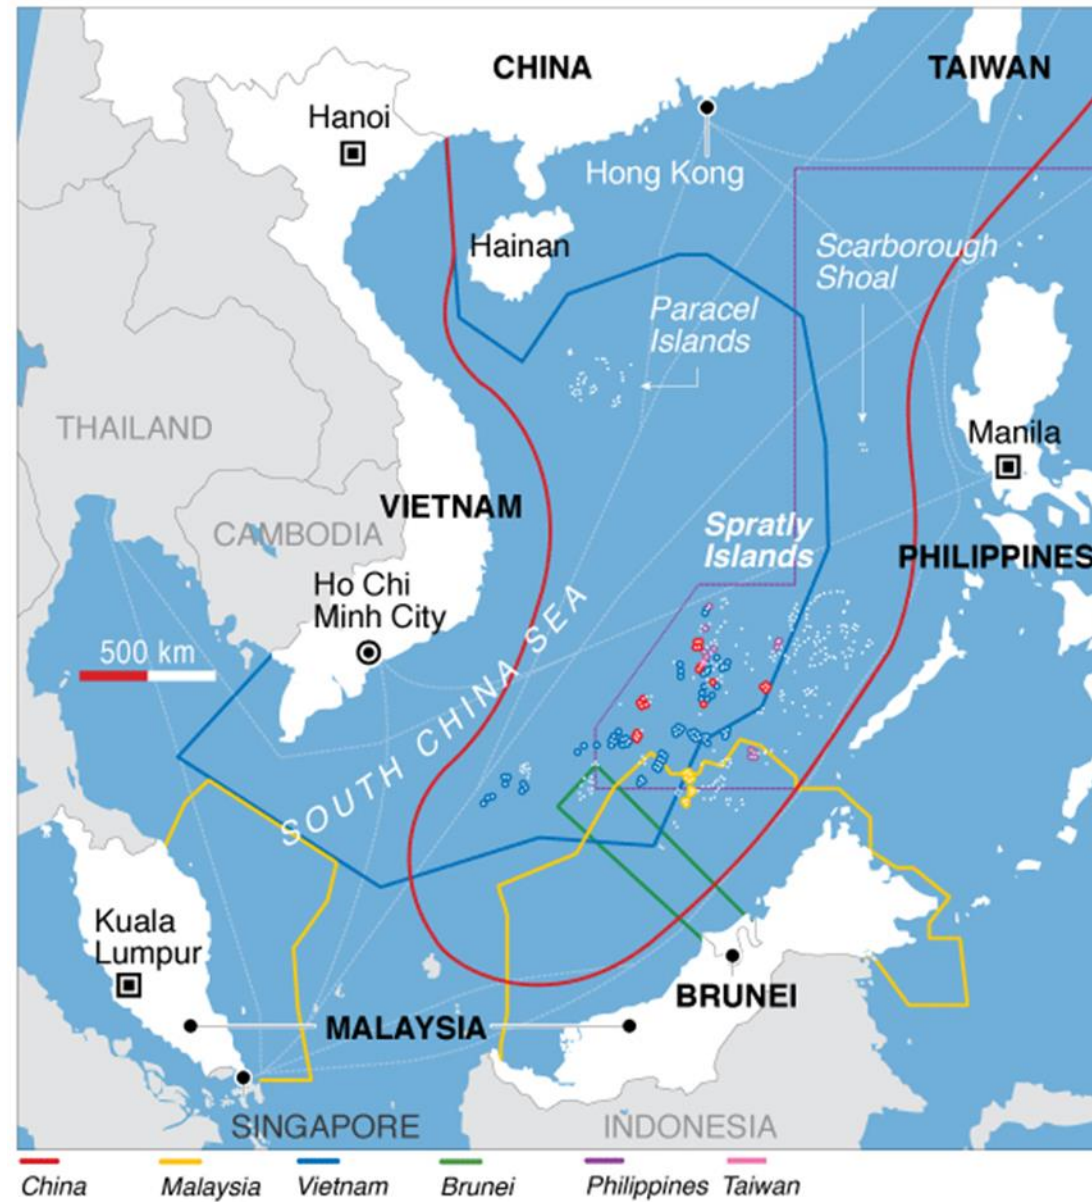 CHINA
TAIWAN
Hanoi
Hong Kong
Hainan
Scarborough
Shoal
Paracel
Islands
THAILAND
Manila
VIETNAM
CAMBODIA
Spratly
Islands
PHILIPPINES
Ho Chi
Minh City
500 km
SOUTH CHINA SEA
Kuala
Lumpur
BRUNEI
MALAYSIA
SINGAPORE
INDONESIA
China
Malaysia
Vietnam
Brunei
Philippines
Taiwan